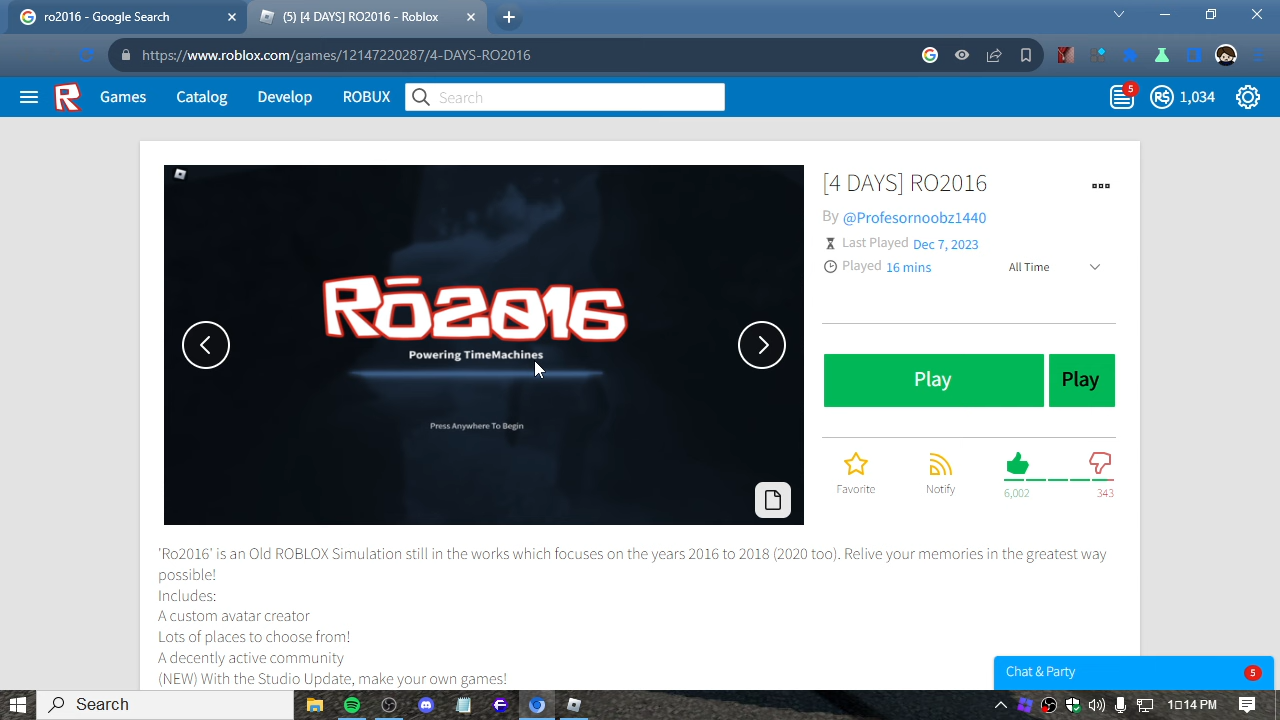 ro2016 - Google Search
(5) [4 DAYS] RO2016 - Roblox
https://www.roblox.com/games/12147220287/4-DAYS-RO2016
R Games Catalog Develop ROBUX Search 5 R$ 1,034
[4 DAYS] RO2016
By @Profesornoobz1440
Last Played Dec 7, 2023
Played 16 mins All Time
RŌ2016
Powering TimeMachines
Press Anywhere To Begin
Play Play
Favorite Notify 6,002 343
'Ro2016' is an Old ROBLOX Simulation still in the works which focuses on the years 2016 to 2018 (2020 too). Relive your memories in the greatest way
possible!
Includes:
A custom avatar creator
Lots of places to choose from!
A decently active community
(NEW) With the Studio Update, make your own games!
Chat & Party 5
Search 1:14 PM